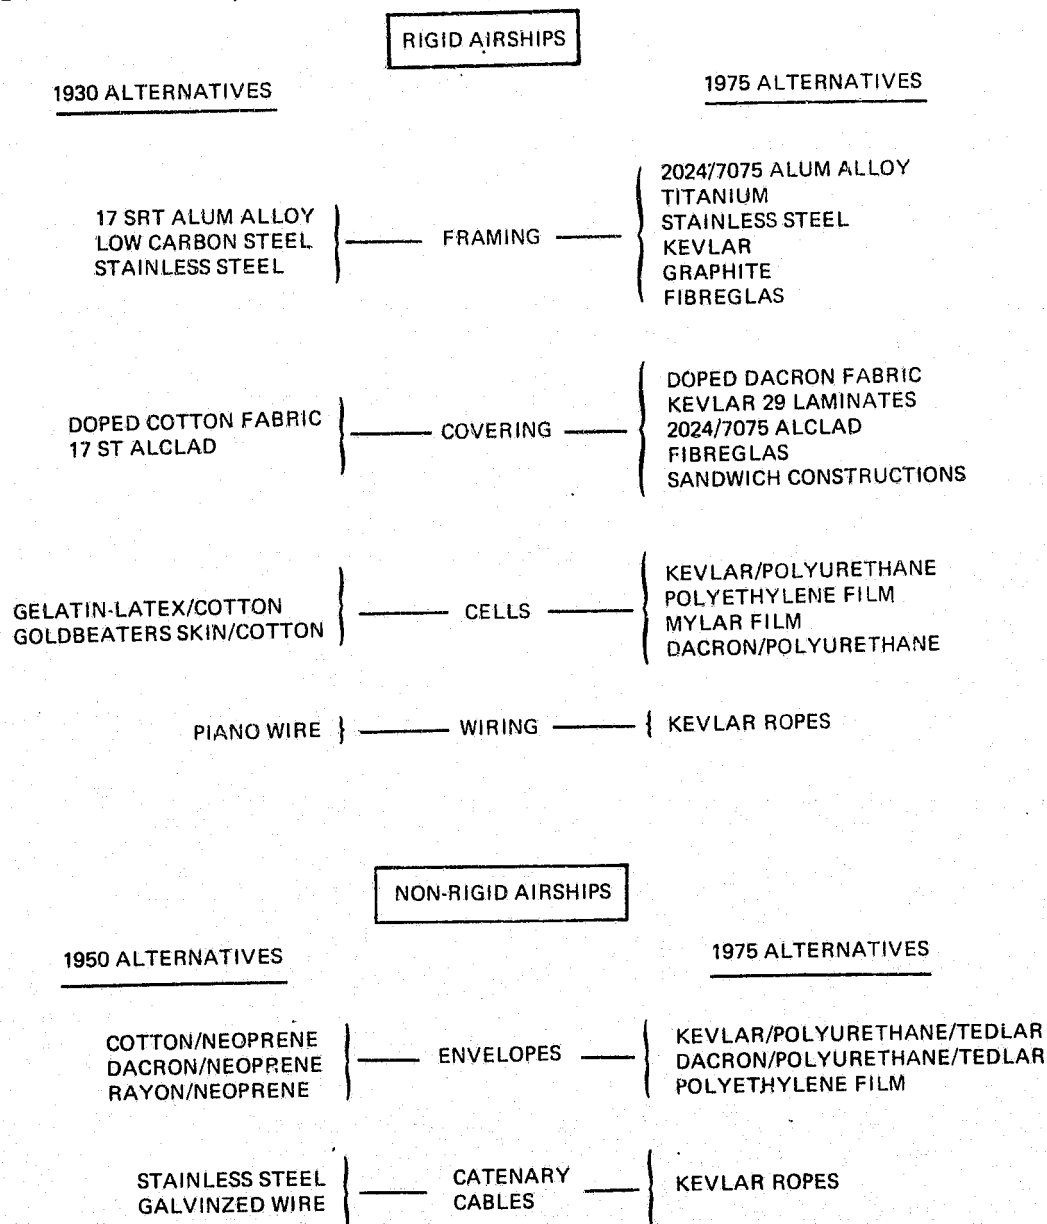 RIGID AIRSHIPS
1930 ALTERNATIVES
1975 ALTERNATIVES
17 SRT ALUM ALLOY
LOW CARBON STEEL
STAINLESS STEEL
FRAMING
2024/7075 ALUM ALLOY
TITANIUM
STAINLESS STEEL
KEVLAR
GRAPHITE
FIBREGLAS
DOPED COTTON FABRIC
17 ST ALCLAD
COVERING
DOPED DACRON FABRIC
KEVLAR 29 LAMINATES
2024/7075 ALCLAD
FIBREGLAS
SANDWICH CONSTRUCTIONS
GELATIN-LATEX/COTTON
GOLDBEATERS SKIN/COTTON
CELLS
KEVLAR/POLYURETHANE
POLYETHYLENE FILM
MYLAR FILM
DACRON/POLYURETHANE
PIANO WIRE
WIRING
KEVLAR ROPES
NON-RIGID AIRSHIPS
1950 ALTERNATIVES
1975 ALTERNATIVES
COTTON/NEOPRENE
DACRON/NEOPRENE
RAYON/NEOPRENE
ENVELOPES
KEVLAR/POLYURETHANE/TEDLAR
DACRON/POLYURETHANE/TEDLAR
POLYETHYLENE FILM
STAINLESS STEEL
GALVINZED WIRE
CATENARY
CABLES
KEVLAR ROPES